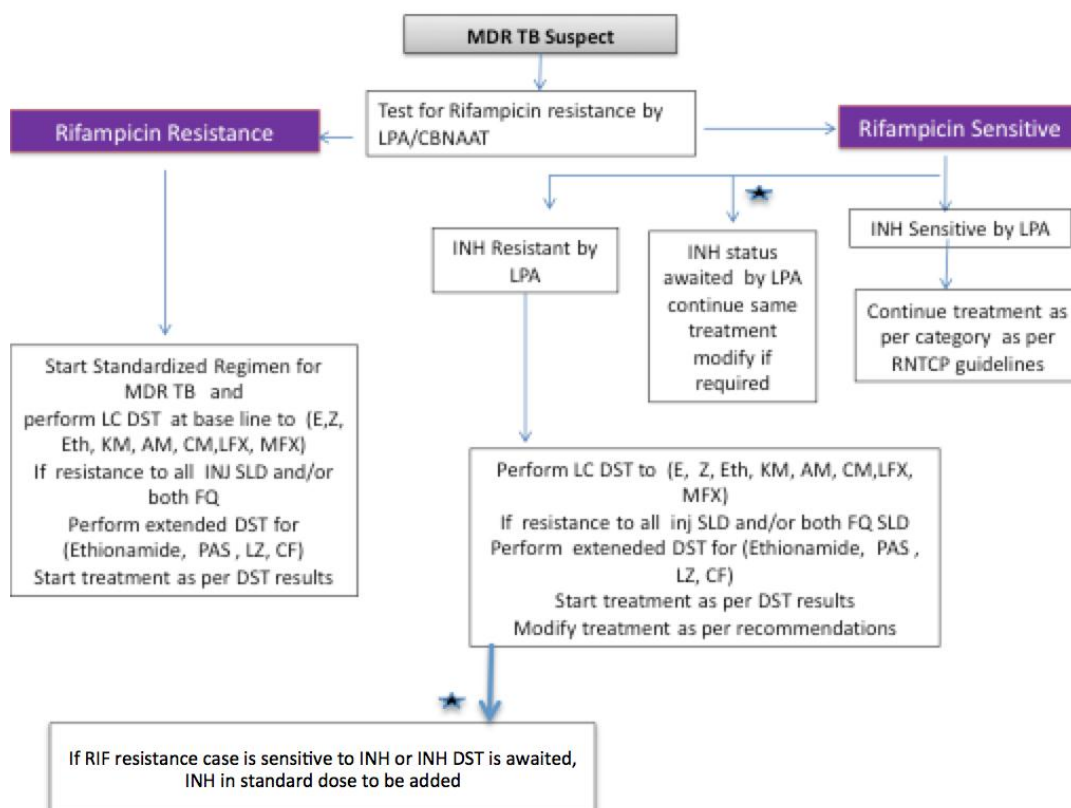 MDR TB Suspect
Test for Rifampicin resistance by
LPA/CBNAAT
Rifampicin Resistance
Rifampicin Sensitive
INH Resistant by
LPA
INH status
awaited by LPA
continue same
treatment
modify if
required
INH Sensitive by LPA
Continue treatment as
per category as per
RNTCP guidelines
Start Standardized Regimen for
MDR TB and
perform LC DST at base line to (E,Z,
Eth, KM, AM, CM,LFX, MFX)
If resistance to all INJ SLD and/or
both FQ
Perform extended DST for
(Ethionamide, PAS , LZ, CF)
Start treatment as per DST results
Perform LC DST to (E, Z, Eth, KM, AM, CM,LFX,
MFX)
If resistance to all inj SLD and/or both FQ SLD
Perform exteneded DST for (Ethionamide, PAS ,
LZ, CF)
Start treatment as per DST results
Modify treatment as per recommendations
If RIF resistance case is sensitive to INH or INH DST is awaited,
INH in standard dose to be added